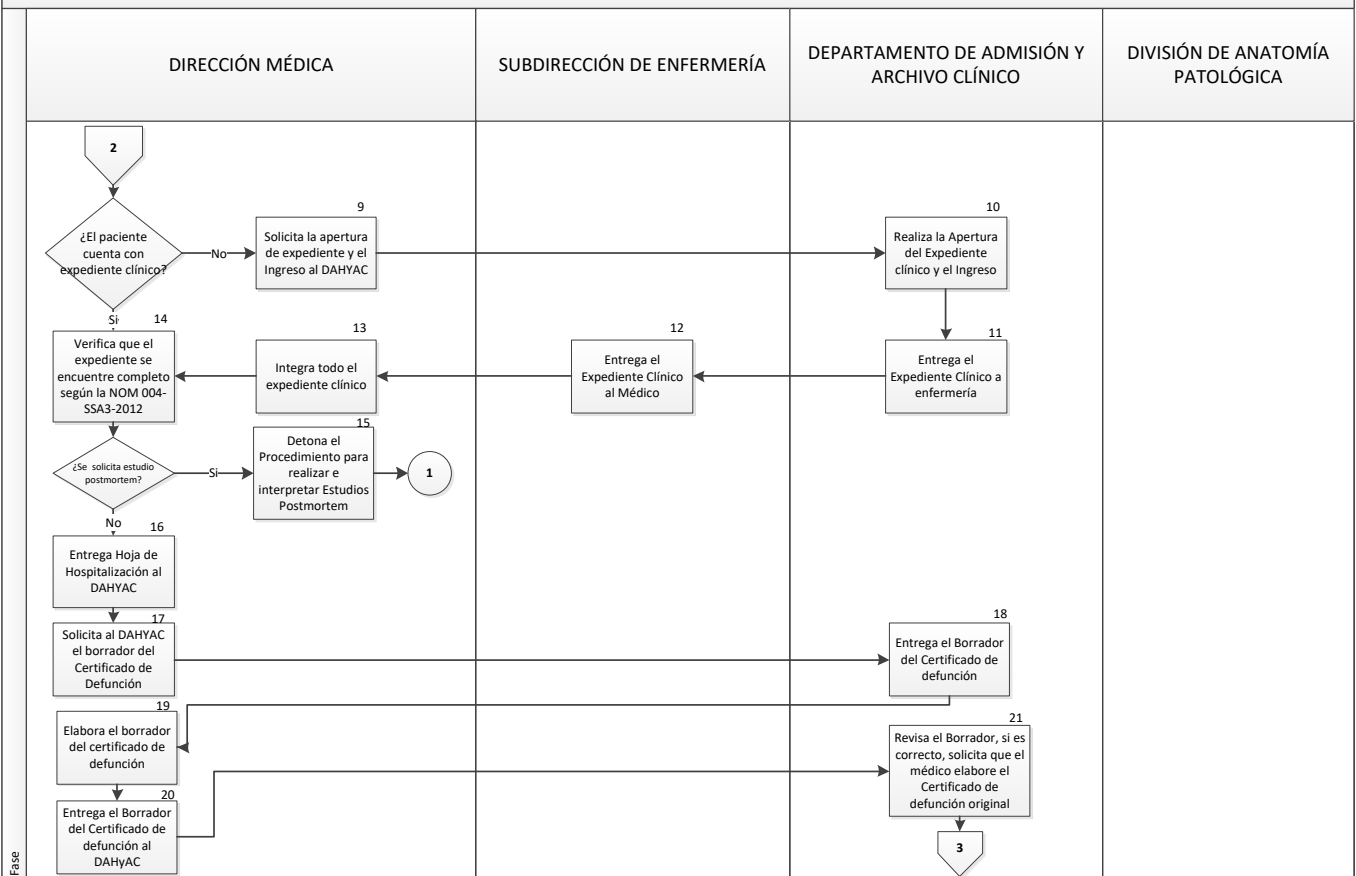 DIRECCIÓN MÉDICA
SUBDIRECCIÓN DE ENFERMERÍA
DEPARTAMENTO DE ADMISIÓN Y
ARCHIVO CLÍNICO
DIVISIÓN DE ANATOMÍA
PATOLÓGICA
2
¿El paciente
cuenta con
expediente clínico?
No
9
Solicita la apertura
de expediente y el
Ingreso al DAHYAC
10
Realiza la Apertura
del Expediente
clínico y el Ingreso
Si
14
Verifica que el
expediente se
encuentre completo
según la NOM 004-
SSA3-2012
13
Integra todo el
expediente clínico
12
Entrega el
Expediente Clínico
al Médico
11
Entrega el
Expediente Clínico a
enfermería
¿Se solicita estudio
postmortem?
Si
15
Detona el
Procedimiento para
realizar e
interpretar Estudios
Postmortem
1
No
16
Entrega Hoja de
Hospitalización al
DAHYAC
17
Solicita al DAHYAC
el borrador del
Certificado de
Defunción
18
Entrega el Borrador
del Certificado de
defunción
19
Elabora el borrador
del certificado de
defunción
20
Entrega el Borrador
del Certificado de
defunción al
DAHyAC
21
Revisa el Borrador, si es
correcto, solicita que el
médico elabore el
Certificado de
defunción original
3
Fase